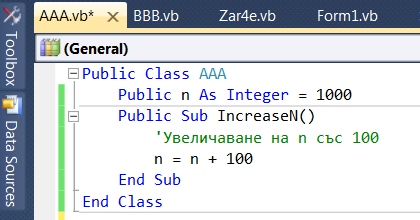 AAA.vb* BBB.vb Zar4e.vb Form1.vb
(General)
Public Class AAA
Public n As Integer = 1000
Public Sub IncreaseN()
'Увеличаване на n със 100
n = n + 100
End Sub
End Class
Toolbox
Data Sources